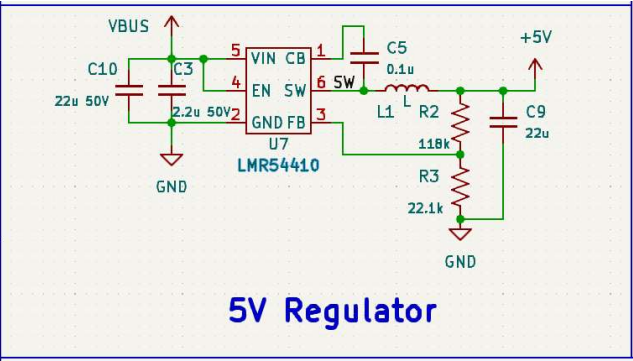 VBUS
+5V
5 VIN CB 1
C5
0.1u
C10
C3
4 EN SW 6
SW
22u 50V
2.2u 50V
L
L1
R2
C9
2 GND FB 3
22u
U7
118k
LMR54410
GND
R3
22.1k
GND
5V Regulator